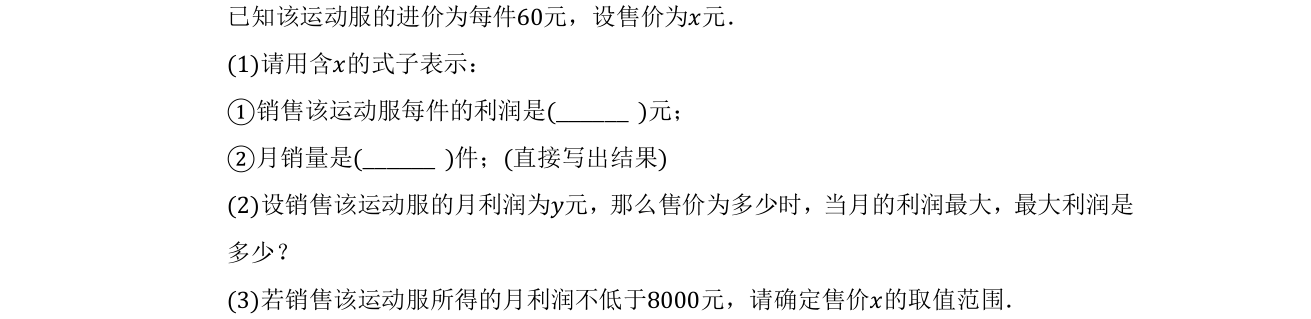 已知该运动服的进价为每件60元，设售价为x元．
(1)请用含x的式子表示：
①销售该运动服每件的利润是(______ )元；
②月销量是(______ )件；(直接写出结果)
(2)设销售该运动服的月利润为y元，那么售价为多少时，当月的利润最大，最大利润是
多少？
(3)若销售该运动服所得的月利润不低于8000元，请确定售价x的取值范围．